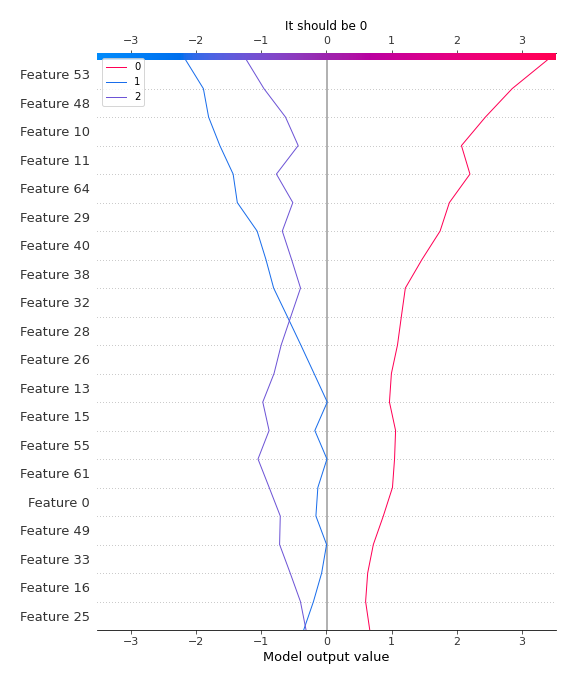 It should be 0
−3 −2 −1 0 1 2 3
0
1
2
Feature 53
Feature 48
Feature 10
Feature 11
Feature 64
Feature 29
Feature 40
Feature 38
Feature 32
Feature 28
Feature 26
Feature 13
Feature 15
Feature 55
Feature 61
Feature 0
Feature 49
Feature 33
Feature 16
Feature 25
−3 −2 −1 0 1 2 3
Model output value